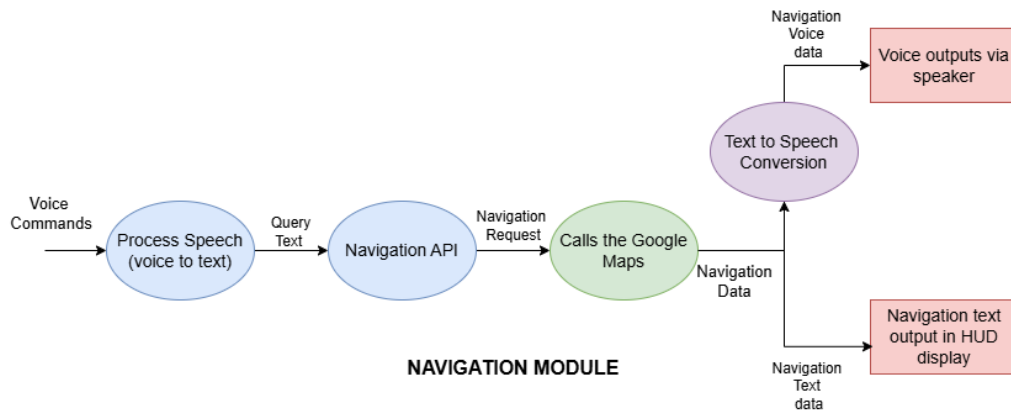 Voice
Commands
Process Speech
(voice to text)
Query
Text
Navigation API
Navigation
Request
Calls the Google
Maps
Navigation
Data
Text to Speech
Conversion
Navigation
Voice
data
Voice outputs via
speaker
Navigation
Text
data
Navigation text
output in HUD
display
NAVIGATION MODULE